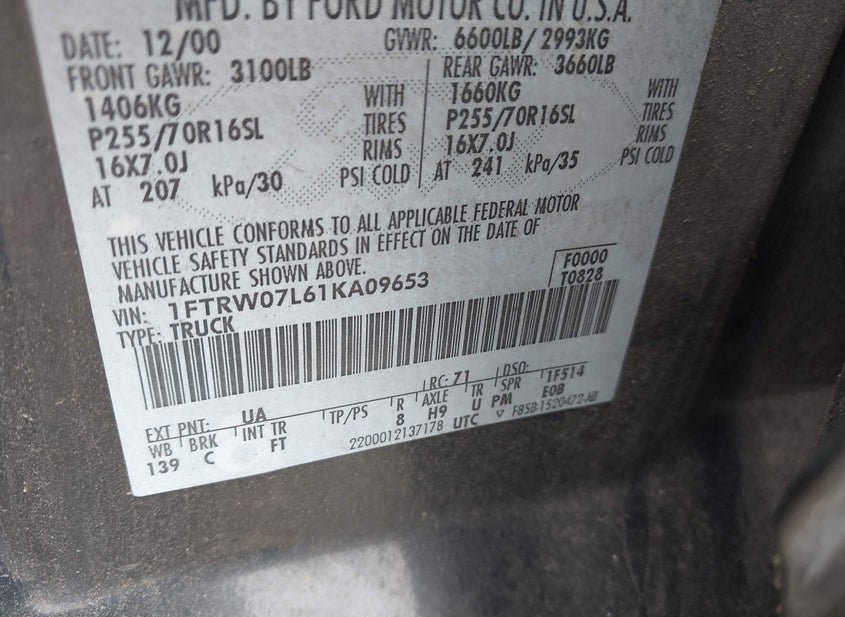 MFD. BY FORD MOTOR CO. IN U.S.A.
DATE: 12/00 GVWR: 6600LB/ 2993KG
FRONT GAWR: 3100LB REAR GAWR: 3660LB
1406KG WITH 1660KG WITH
P255/70R16SL TIRES P255/70R16SL TIRES
16X7.0J RIMS 16X7.0J RIMS
AT 207 kPa/30 PSI COLD AT 241 kPa/35 PSI COLD
THIS VEHICLE CONFORMS TO ALL APPLICABLE FEDERAL MOTOR
VEHICLE SAFETY STANDARDS IN EFFECT ON THE DATE OF
MANUFACTURE SHOWN ABOVE.
VIN: 1FTRW07L61KA09653 F0000
TYPE: TRUCK T0828
EXT PNT: UA RC: 71 DSO:
WB BRK INT TR TP/PS R AXLE TR SPR 1F514
139 C FT 8 H9 U PM E0B
2200012137178 UTC ▽ F85B-1520472-AB